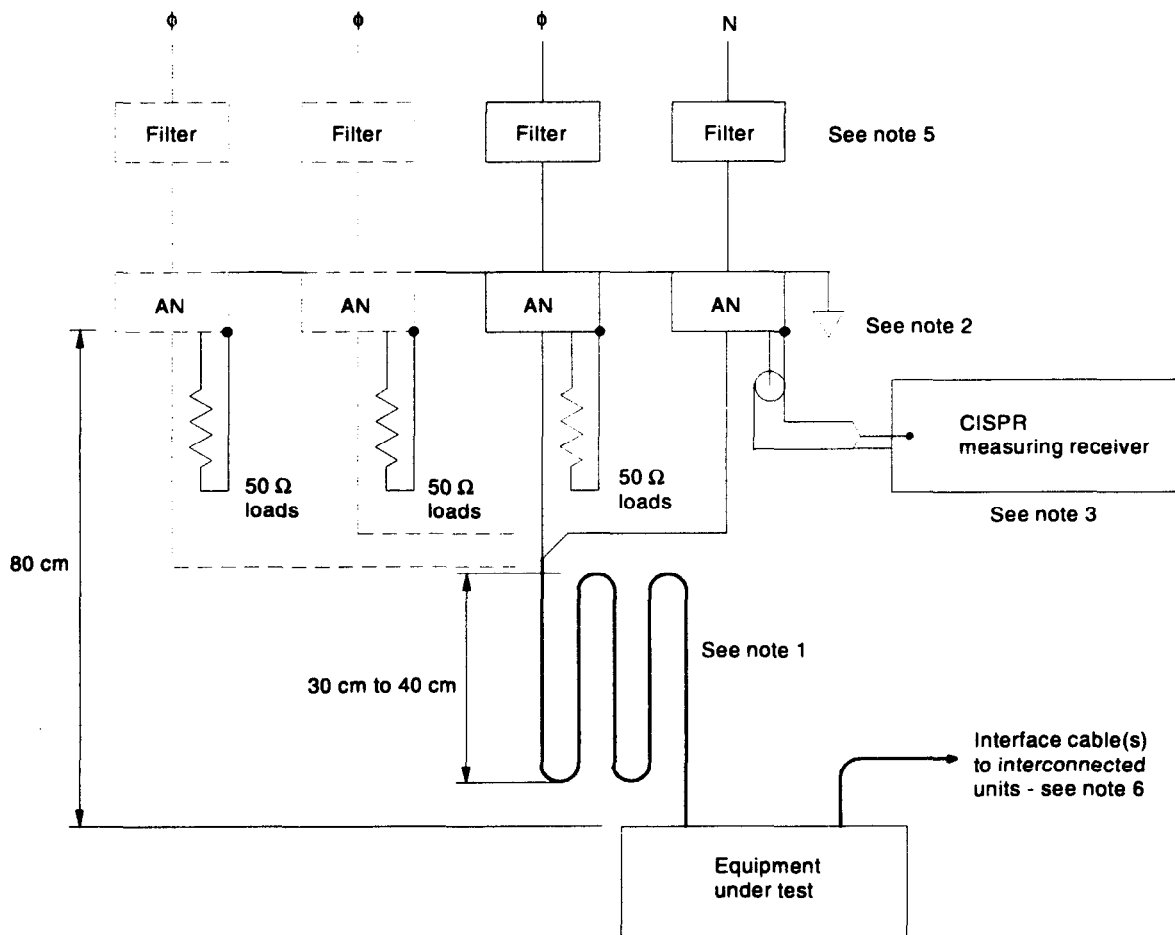 ϕ ϕ ϕ N
Filter Filter Filter Filter See note 5
AN AN AN AN
See note 2
CISPR
measuring receiver
50 Ω
loads
50 Ω
loads
50 Ω
loads
See note 3
80 cm
See note 1
30 cm to 40 cm
Interface cable(s)
to interconnected
units - see note 6
Equipment
under test